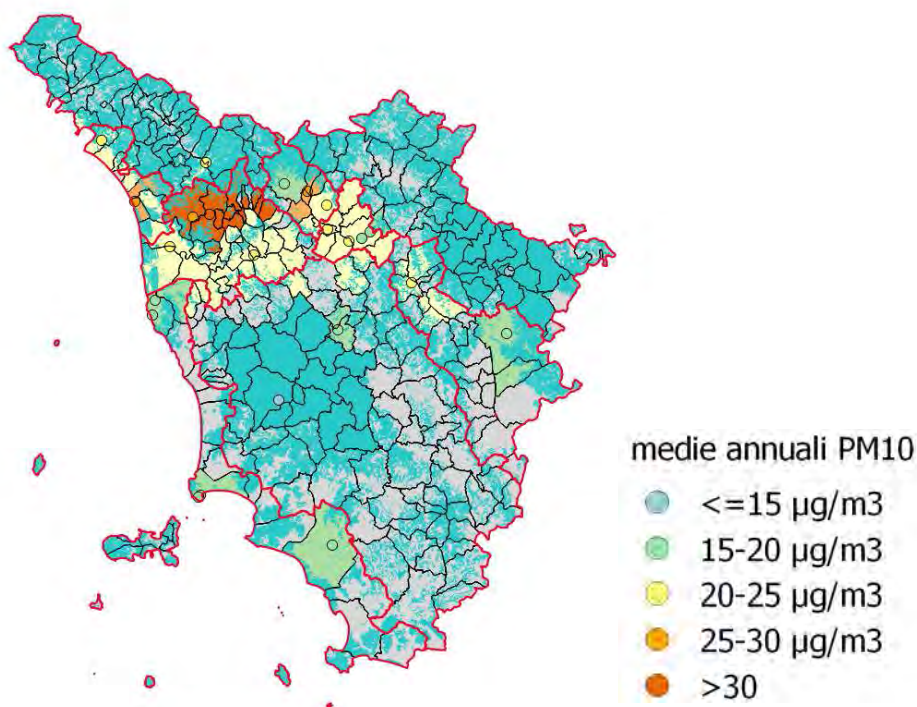 medie annuali PM10
<=15 µg/m3
15-20 µg/m3
20-25 µg/m3
25-30 µg/m3
>30